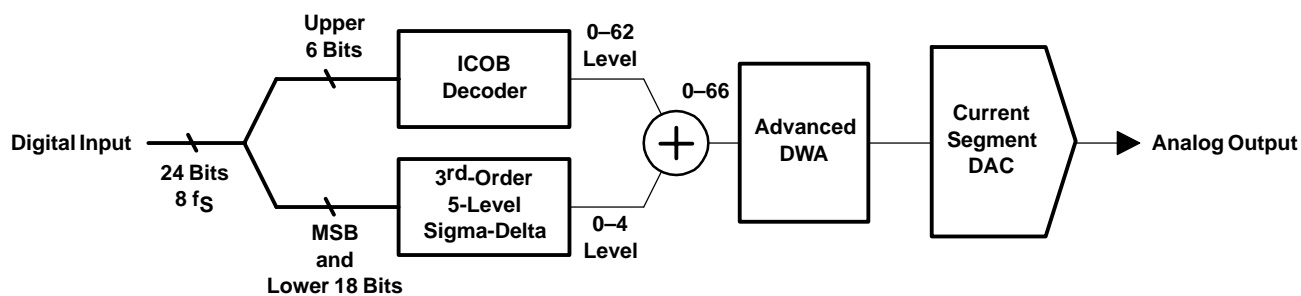 Upper
6 Bits
ICOB
Decoder
0–62
Level
0–66
Digital Input
24 Bits
8 fS
+
Advanced
DWA
Current
Segment
DAC
Analog Output
MSB
and
Lower 18 Bits
3rd-Order
5-Level
Sigma-Delta
0–4
Level